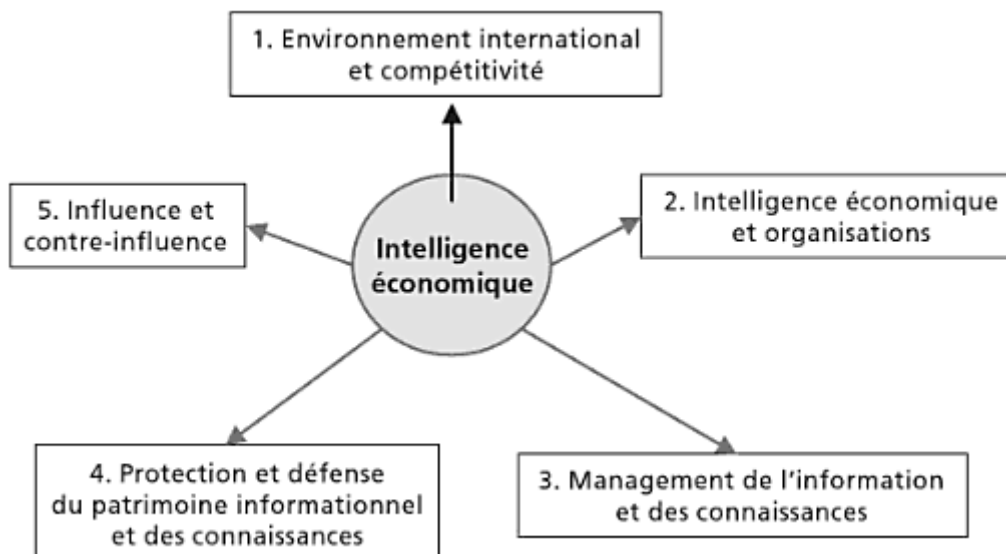 1. Environnement international
et compétitivité
5. Influence et
contre-influence
Intelligence
économique
2. Intelligence économique
et organisations
4. Protection et défense
du patrimoine informationnel
et des connaissances
3. Management de l'information
et des connaissances